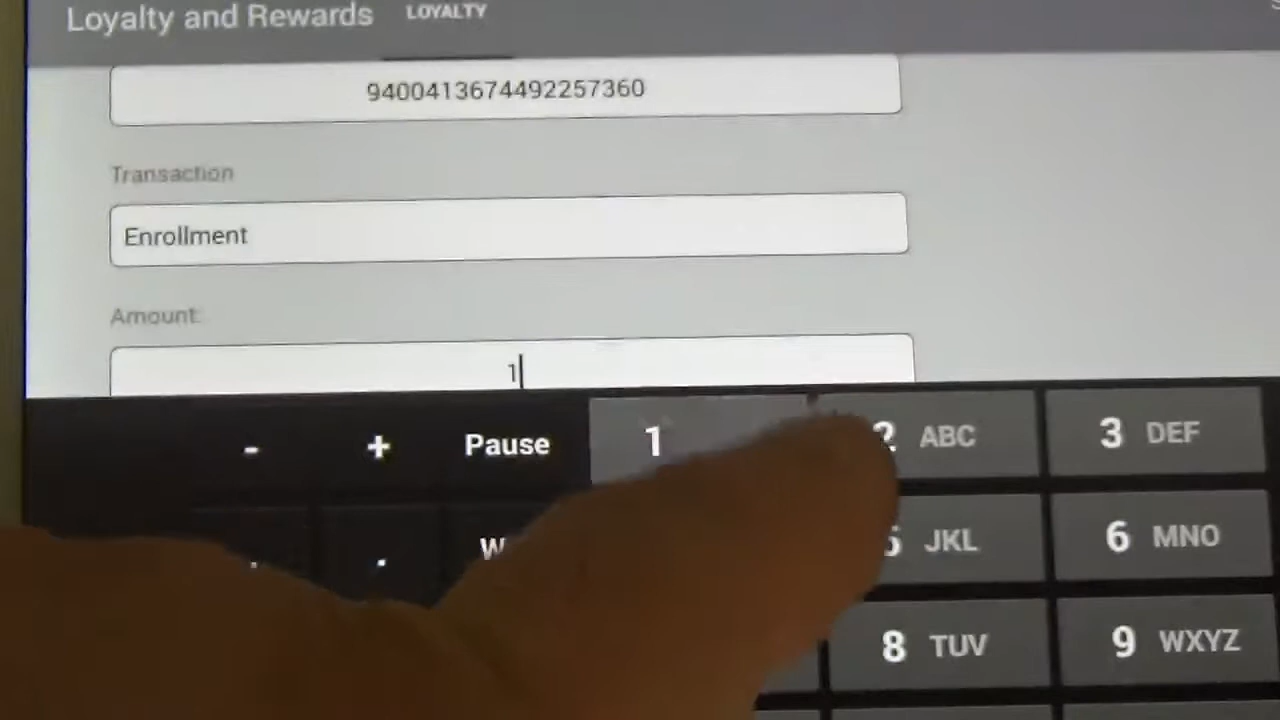 Loyalty and Rewards LOYALTY
9400413674492257360
Transaction
Enrollment
Amount:
1
- + Pause 1 2 ABC 3 DEF
. JKL 6 MNO
8 TUV 9 WXYZ